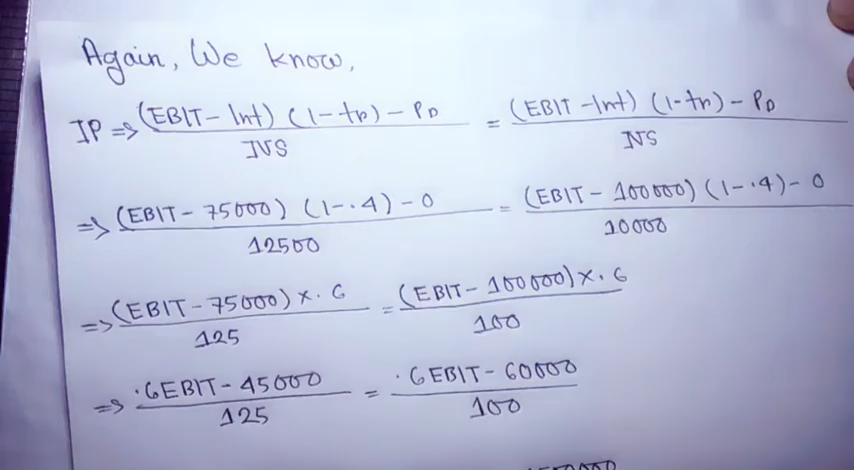 Again, We know,
IP => (EBIT - Int) (1 - tr) - PD / NS = (EBIT - Int) (1 - tr) - PD / NS
=> (EBIT - 75000) (1 - .4) - 0 / 12500 = (EBIT - 100000) (1 - .4) - 0 / 10000
=> (EBIT - 75000) x .6 / 125 = (EBIT - 100000) x .6 / 100
=> .6EBIT - 45000 / 125 = .6EBIT - 60000 / 100